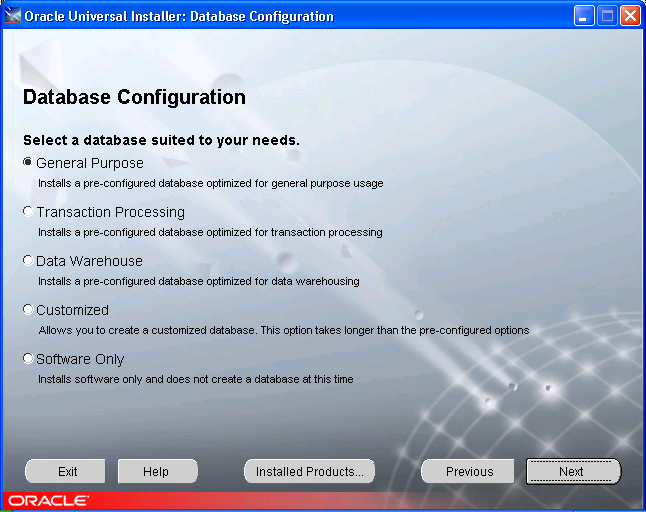 Oracle Universal Installer: Database Configuration
Database Configuration
Select a database suited to your needs.
General Purpose
Installs a pre-configured database optimized for general purpose usage
Transaction Processing
Installs a pre-configured database optimized for transaction processing
Data Warehouse
Installs a pre-configured database optimized for data warehousing
Customized
Allows you to create a customized database. This option takes longer than the pre-configured options
Software Only
Installs software only and does not create a database at this time
Exit Help Installed Products... Previous Next
ORACLE